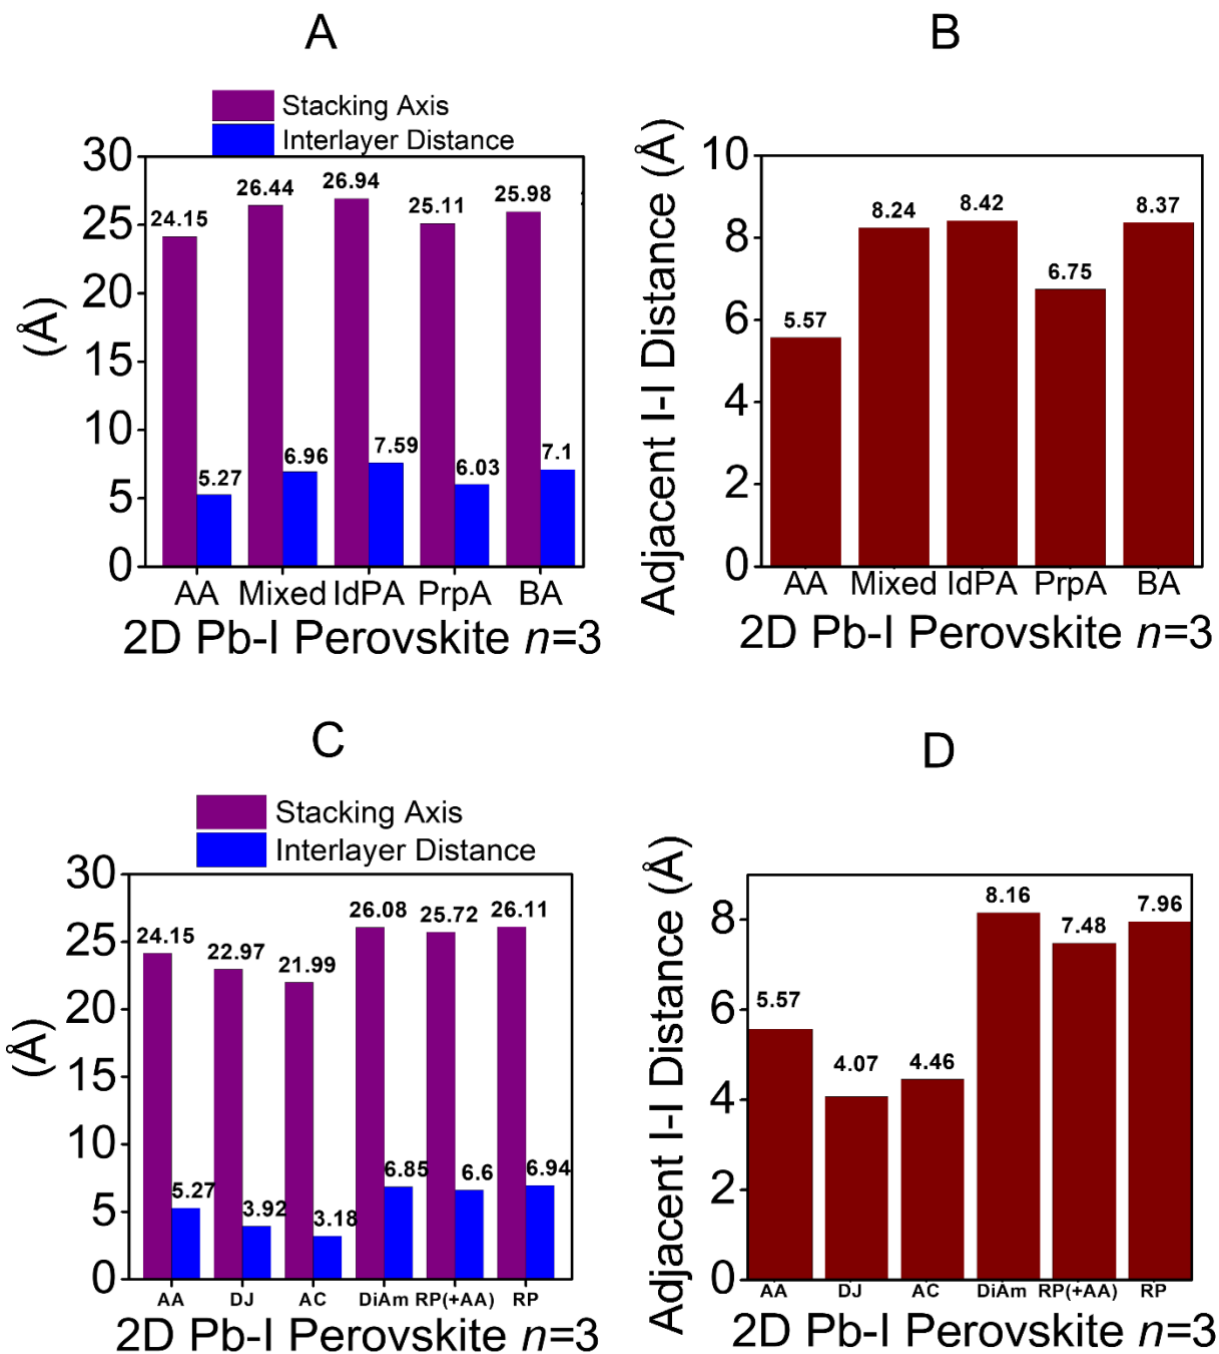 A
Stacking Axis
Interlayer Distance
(Å)
30
25
20
15
10
5
0
24.15
26.44
26.94
25.11
25.98
5.27
6.96
7.59
6.03
7.1
AA Mixed IdPA PrpA BA
2D Pb-I Perovskite n=3
B
Adjacent I-I Distance (Å)
10
8
6
4
2
0
5.57
8.24
8.42
6.75
8.37
AA Mixed IdPA PrpA BA
2D Pb-I Perovskite n=3
C
Stacking Axis
Interlayer Distance
(Å)
30
25
20
15
10
5
0
24.15
22.97
21.99
26.08
25.72
26.11
5.27
3.92
3.18
6.85
6.6
6.94
AA DJ AC DiAm RP(+AA) RP
2D Pb-I Perovskite n=3
D
Adjacent I-I Distance (Å)
8
6
4
2
0
5.57
4.07
4.46
8.16
7.48
7.96
AA DJ AC DiAm RP(+AA) RP
2D Pb-I Perovskite n=3